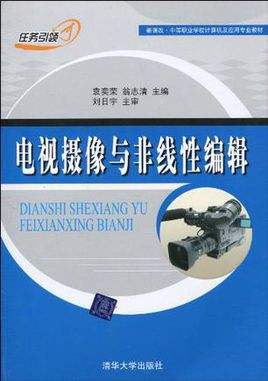 任务引领
新课改·中等职业学校计算机及应用专业教材
袁奕荣 翁志清 主编
刘日宇 主审
电视摄像与非线性编辑
DIANSHI SHEXIANG YU
FEIXIANXING BIANJI
清华大学出版社